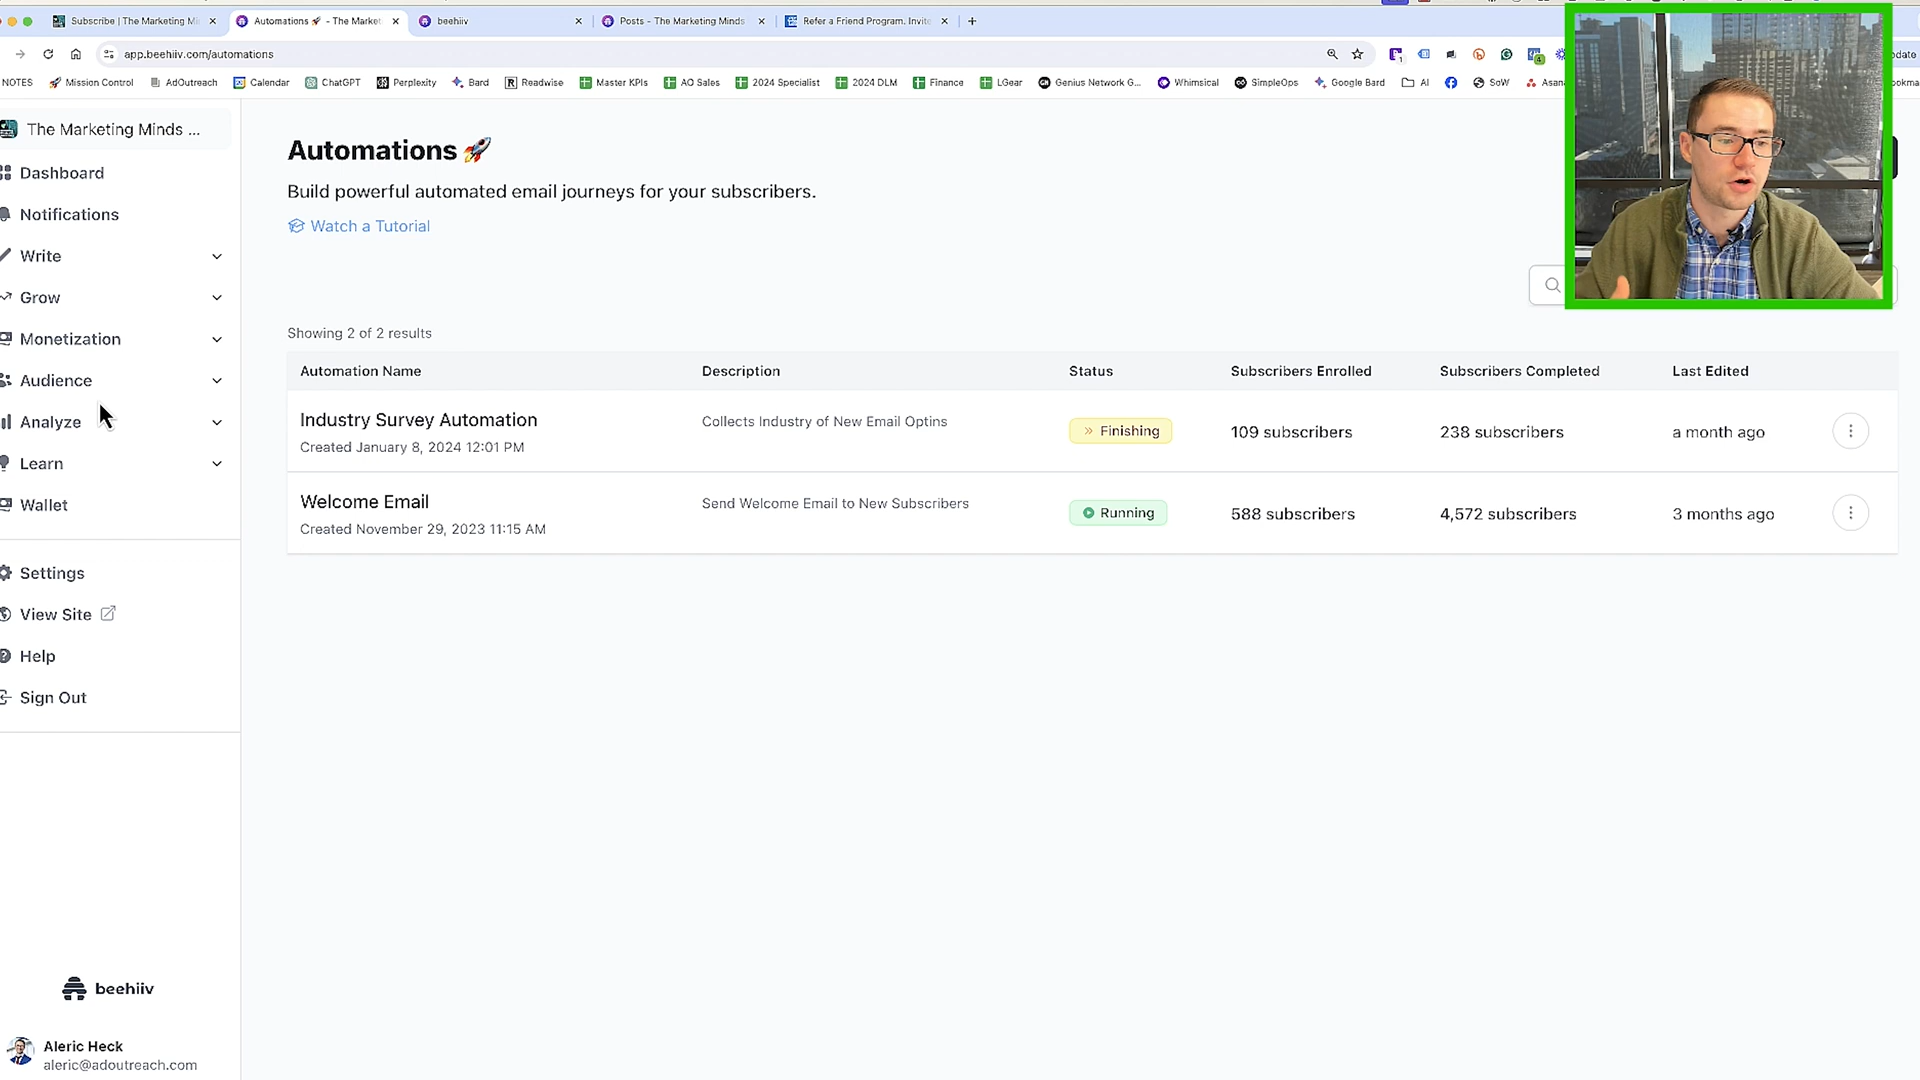 Subscribe | The Marketing Mi
Automations 🚀 - The Market
beehiiv
Posts - The Marketing Minds
Refer a Friend Program. Invite
app.beehiiv.com/automations
NOTES
Mission Control
AdOutreach
Calendar
ChatGPT
Perplexity
Bard
Readwise
Master KPIs
AO Sales
2024 Specialist
2024 DLM
Finance
LGear
Genius Network G...
Whimsical
SimpleOps
Google Bard
AI
SoW
Asan
The Marketing Minds ...
Dashboard
Notifications
Write
Grow
Monetization
Audience
Analyze
Learn
Wallet
Settings
View Site
Help
Sign Out
beehiiv
Aleric Heck
aleric@adoutreach.com
Automations 🚀
Build powerful automated email journeys for your subscribers.
Watch a Tutorial
Showing 2 of 2 results
Automation Name Description Status Subscribers Enrolled Subscribers Completed Last Edited
Industry Survey Automation Collects Industry of New Email Optins Finishing 109 subscribers 238 subscribers a month ago
Created January 8, 2024 12:01 PM
Welcome Email Send Welcome Email to New Subscribers Running 588 subscribers 4,572 subscribers 3 months ago
Created November 29, 2023 11:15 AM